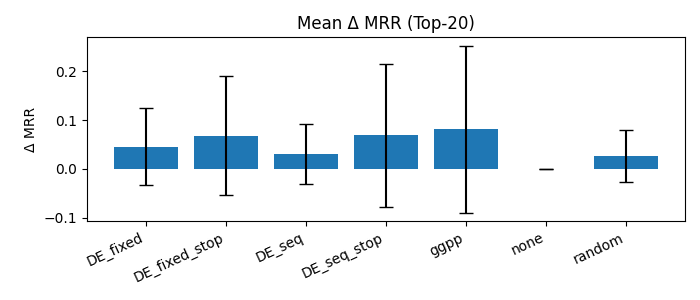 Mean Δ MRR (Top-20)
Δ MRR
0.2
0.1
0.0
−0.1
DE_fixed
DE_fixed_stop
DE_seq
DE_seq_stop
ggpp
none
random